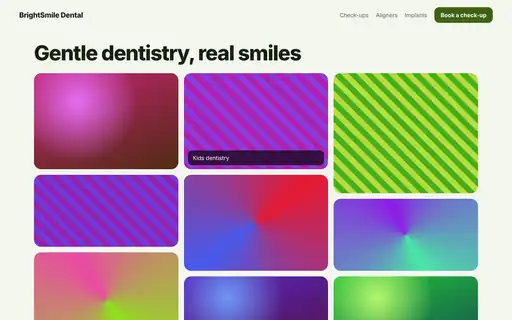 BrightSmile Dental
Check-ups
Aligners
Implants
Book a check-up
Gentle dentistry, real smiles
Kids dentistry